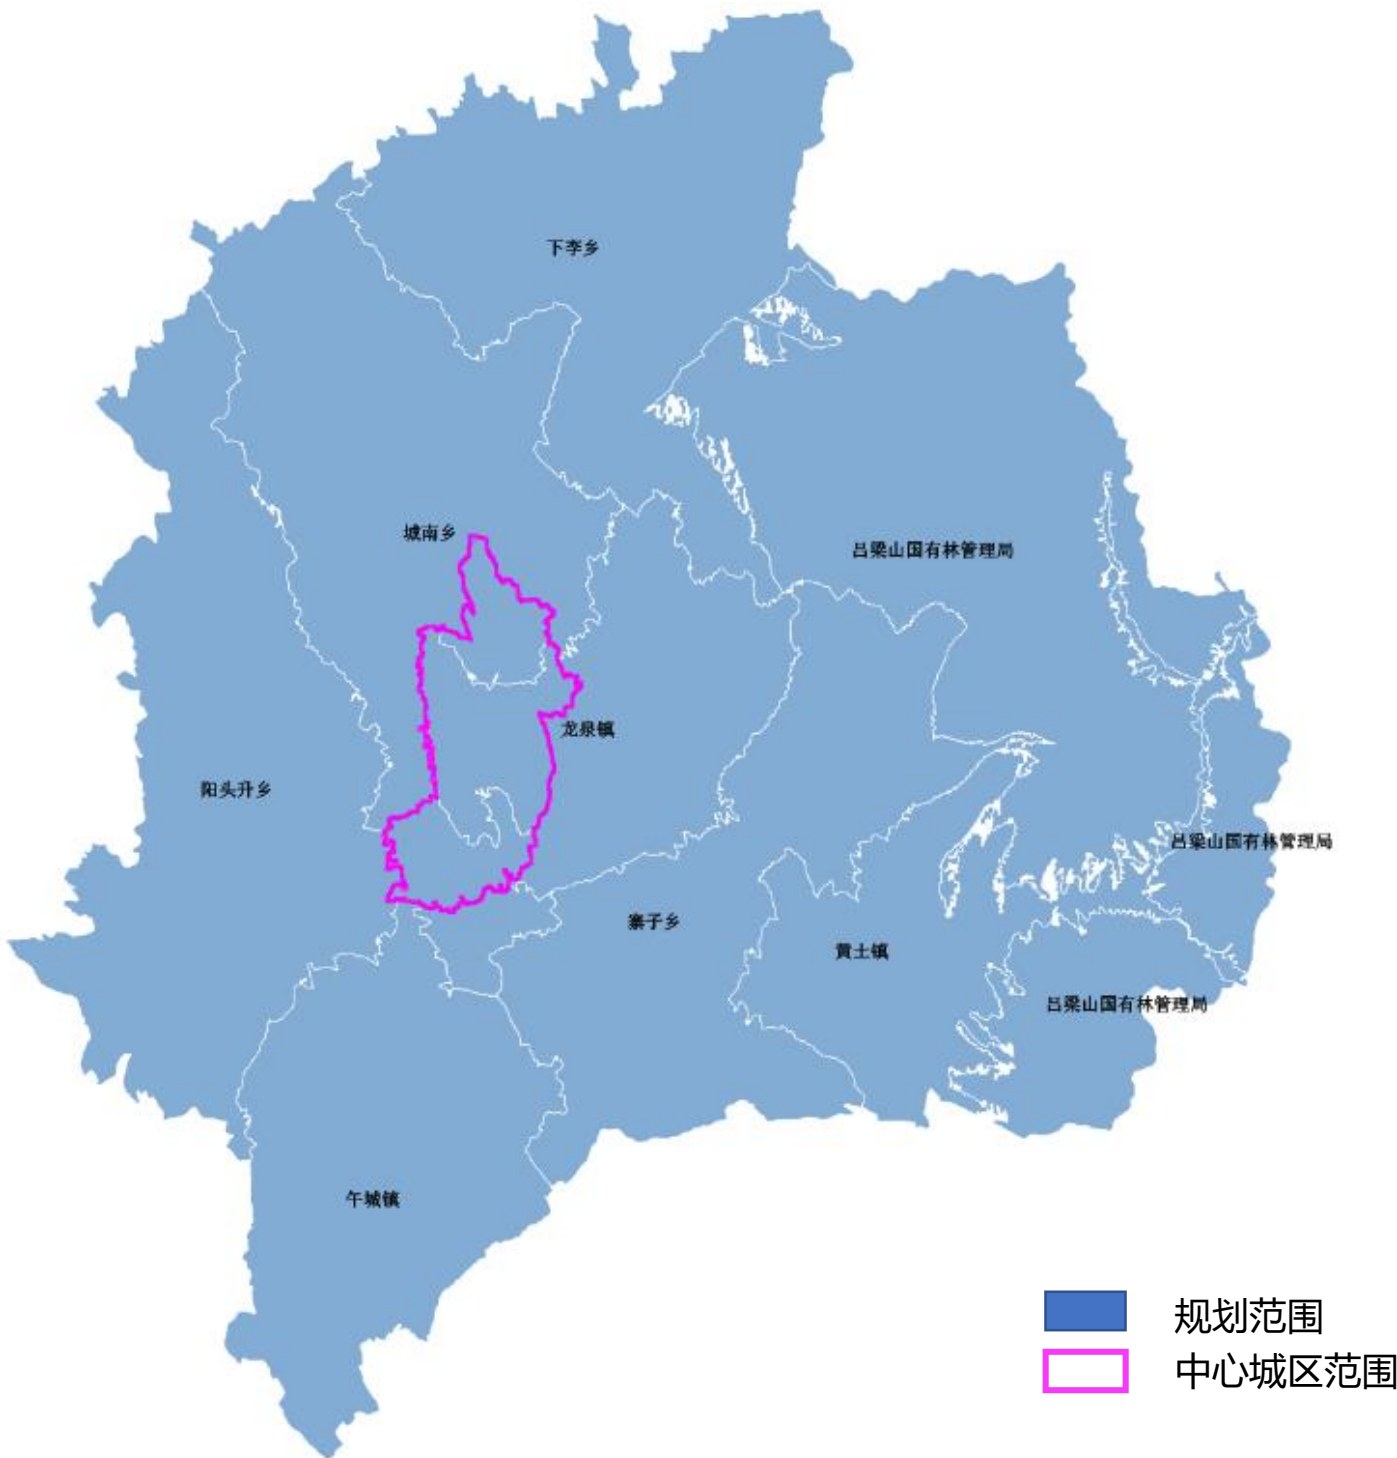 下李乡
城南乡
吕梁山国有林管理局
龙泉镇
阳头升乡
吕梁山国有林管理局
寨子乡
黄土镇
吕梁山国有林管理局
午城镇
规划范围
中心城区范围